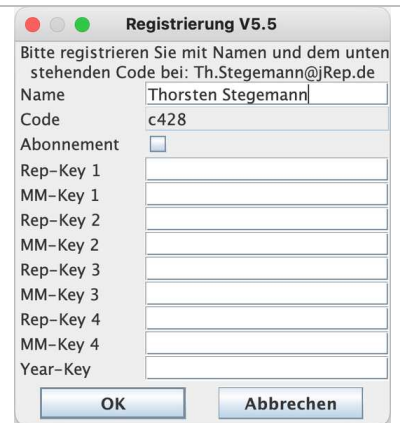 Registrierung V5.5
Bitte registrieren Sie mit Namen und dem unten
stehenden Code bei: Th.Stegemann@jRep.de
Name Thorsten Stegemann
Code c428
Abonnement
Rep-Key 1
MM-Key 1
Rep-Key 2
MM-Key 2
Rep-Key 3
MM-Key 3
Rep-Key 4
MM-Key 4
Year-Key
OK Abbrechen